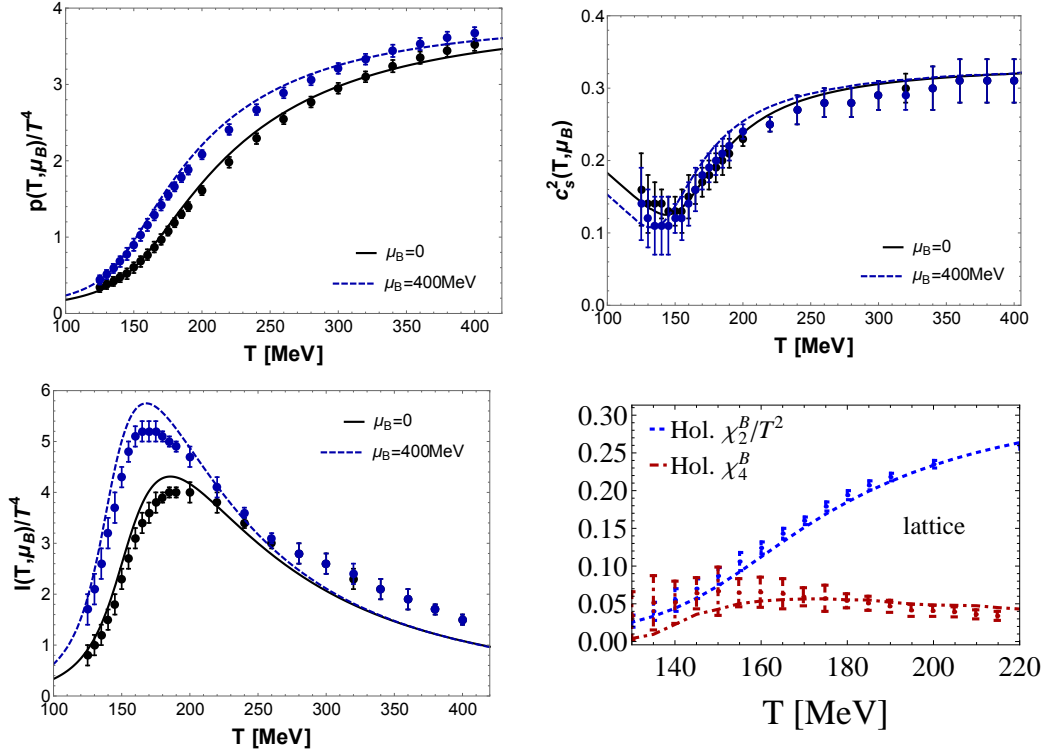 p(T,μB)/T⁴
4
3
2
1
0
100 150 200 250 300 350 400
T [MeV]
μB=0
μB=400MeV
c²s(T,μB)
0.4
0.3
0.2
0.1
0.0
100 150 200 250 300 350 400
T [MeV]
μB=0
μB=400MeV
I(T,μB)/T⁴
6
5
4
3
2
1
0
100 150 200 250 300 350 400
T [MeV]
μB=0
μB=400MeV
0.30
0.25
0.20
0.15
0.10
0.05
0.00
140 160 180 200 220
T [MeV]
Hol. χ₂ᴮ/T²
Hol. χ₄ᴮ
lattice